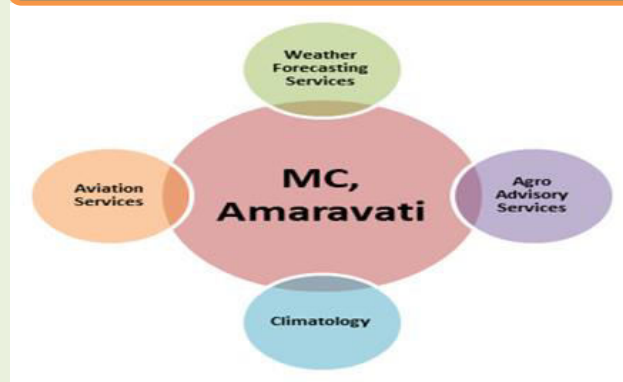 Weather
Forecasting
Services
Aviation
Services
MC,
Amaravati
Agro
Advisory
Services
Climatology